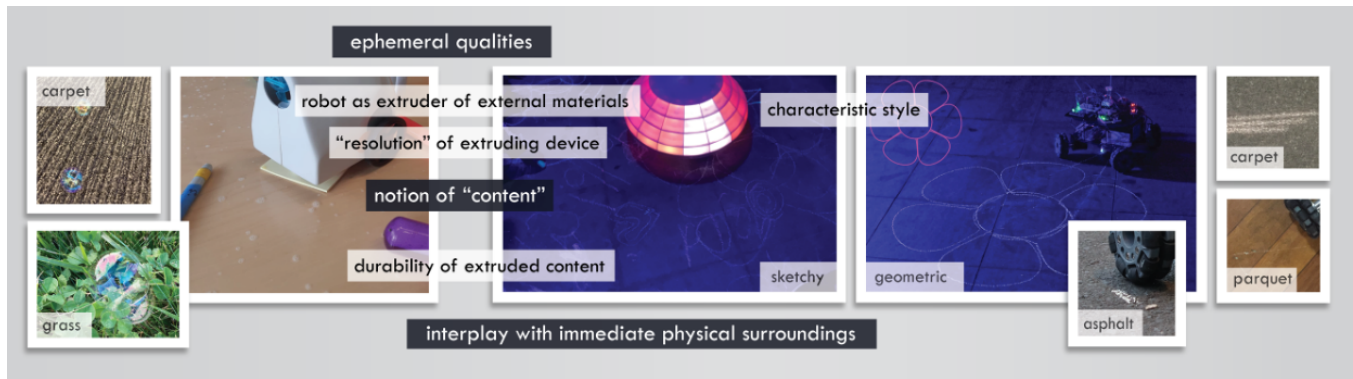 ephemeral qualities
carpet
robot as extruder of external materials
characteristic style
"resolution" of extruding device
carpet
notion of "content"
durability of extruded content
sketchy
geometric
parquet
grass
asphalt
interplay with immediate physical surroundings